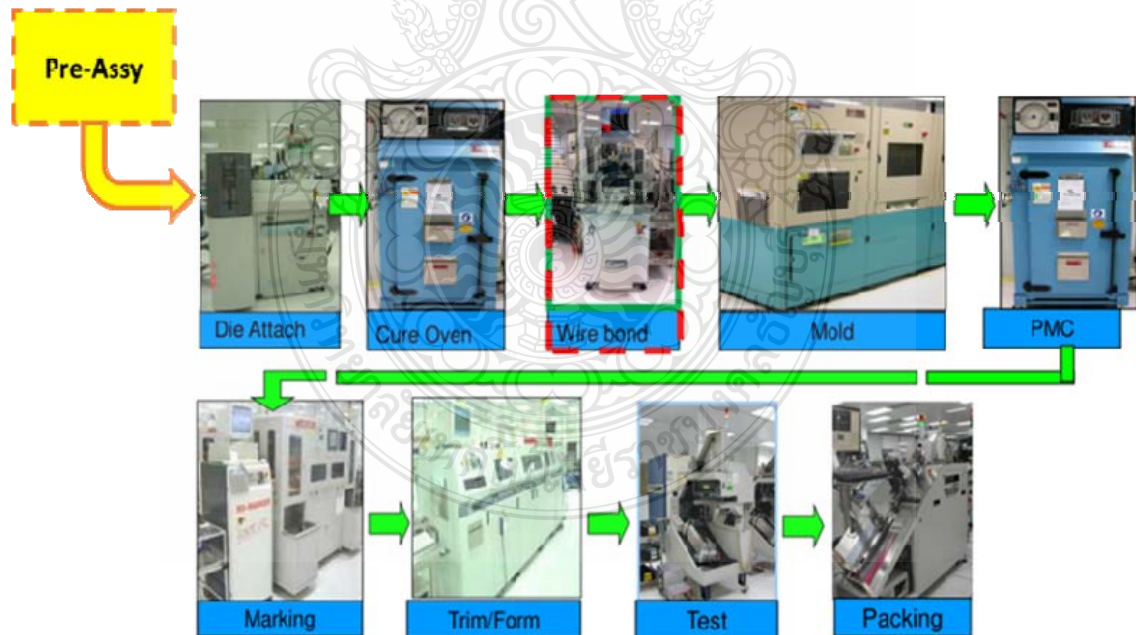 Pre-Assy
Die Attach
Cure Oven
Wire bond
Mold
PMC
Marking
Trim/Form
Test
Packing